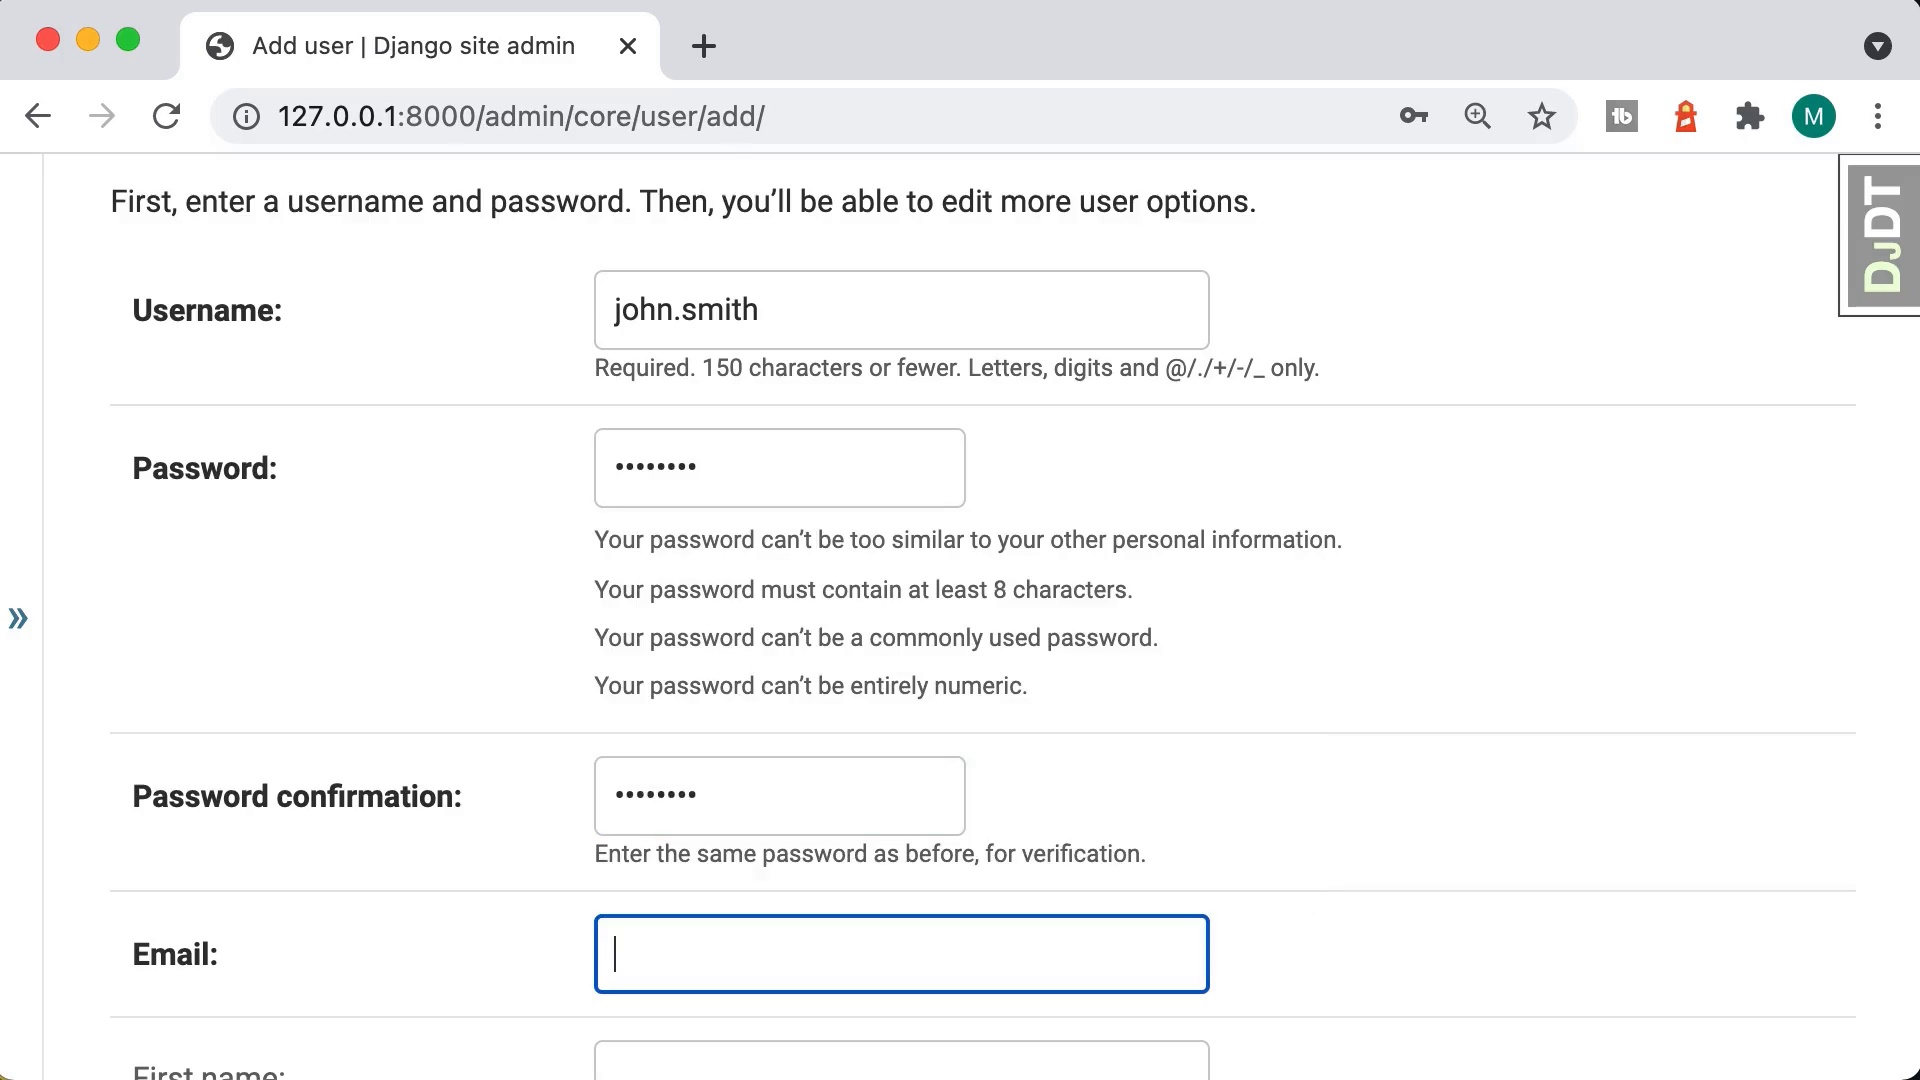 Add user | Django site admin
127.0.0.1:8000/admin/core/user/add/
M
First, enter a username and password. Then, you’ll be able to edit more user options.
DJDT
Username:
john.smith
Required. 150 characters or fewer. Letters, digits and @/./+/-/_ only.
Password:
••••••••
Your password can’t be too similar to your other personal information.
Your password must contain at least 8 characters.
Your password can’t be a commonly used password.
Your password can’t be entirely numeric.
»
Password confirmation:
••••••••
Enter the same password as before, for verification.
Email:
First name: